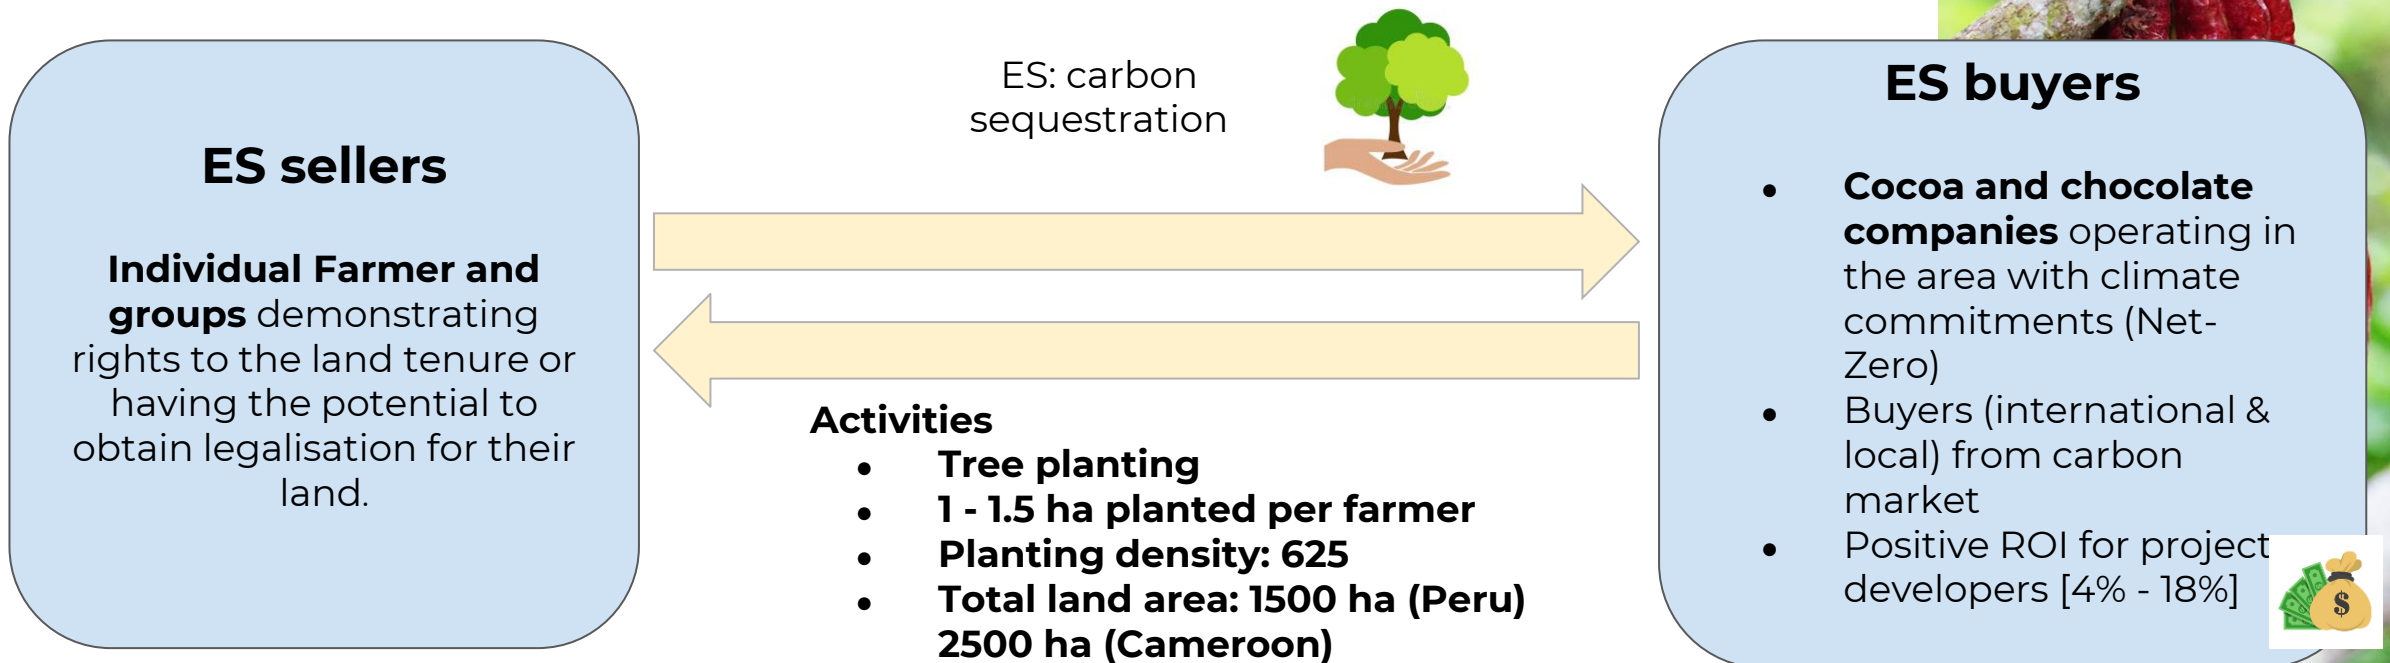 ES sellers
Individual Farmer and
groups demonstrating
rights to the land tenure or
having the potential to
obtain legalisation for their
land.
ES: carbon
sequestration
Activities
● Tree planting
● 1 - 1.5 ha planted per farmer
● Planting density: 625
● Total land area: 1500 ha (Peru)
2500 ha (Cameroon)
ES buyers
● Cocoa and chocolate
companies operating in
the area with climate
commitments (Net-
Zero)
● Buyers (international &
local) from carbon
market
● Positive ROI for project
developers [4% - 18%]
$